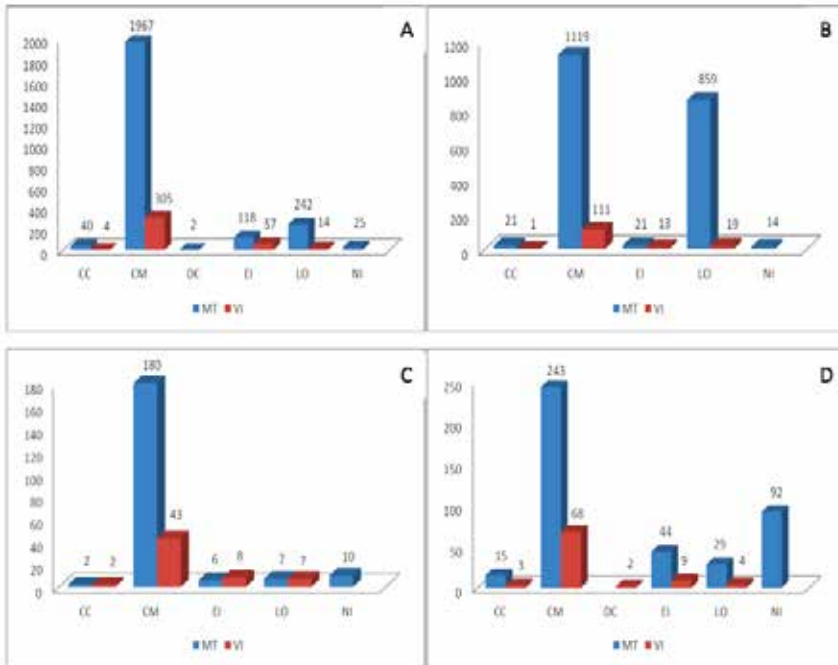 A
1967
2000
1800
1600
1400
1200
1000
800
600
400
200
0
305
40 4 2 118 57 242 14 25
CC CM DC EI LO NI
MT VI
B
1119
859
1200
1000
800
600
400
200
0
21 1 111 21 13 19 14
CC CM EI LO NI
MT VI
C
180
180
160
140
120
100
80
60
40
20
0
43
2 2 6 8 7 7 10
CC CM EI LO NI
MT VI
D
243
250
200
150
100
50
0
92
68
15 3 2 44 9 29 4
CC CM DC EI LO NI
MT VI